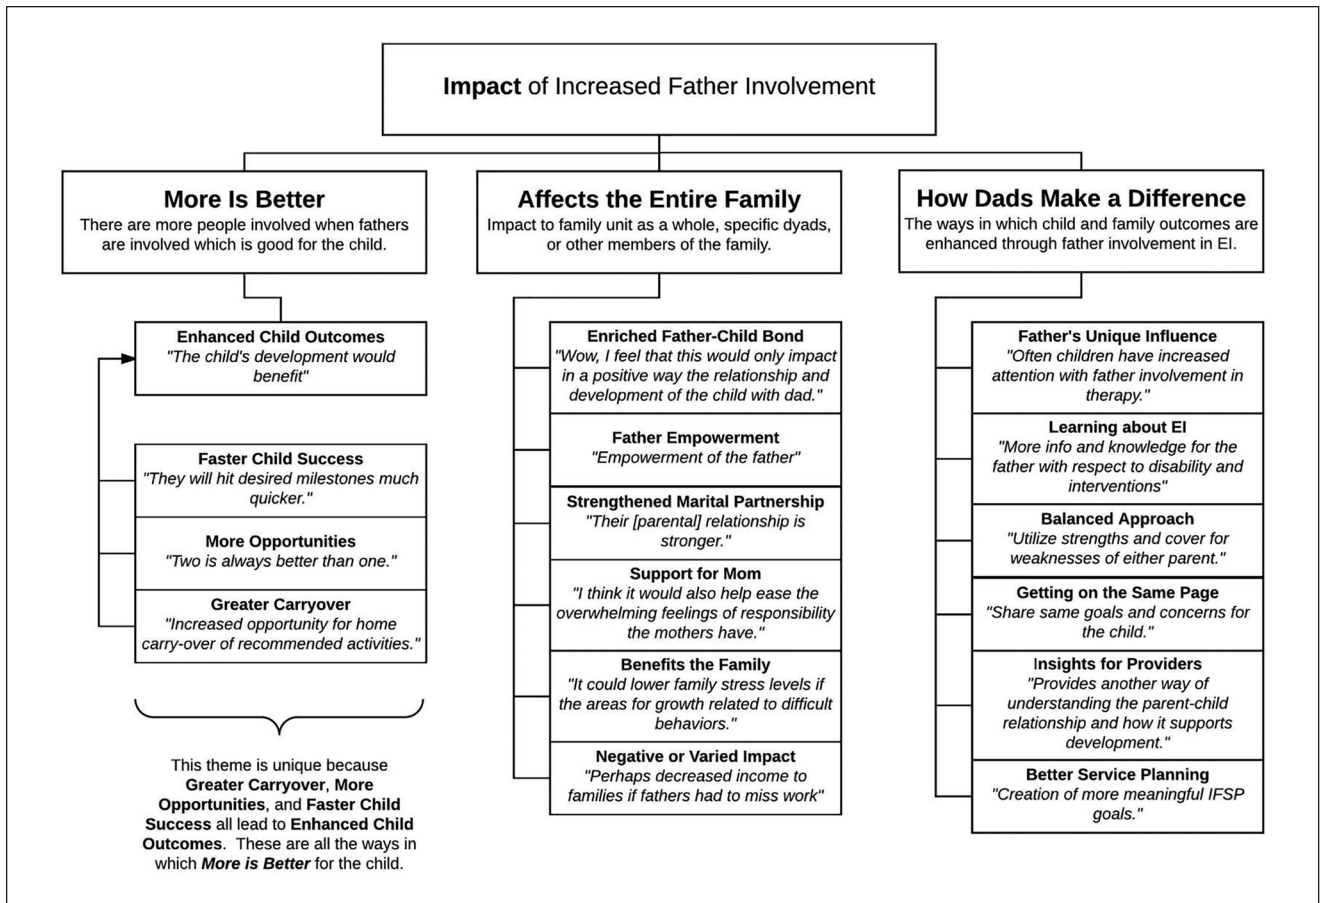 Impact of Increased Father Involvement
More Is Better
There are more people involved when fathers
are involved which is good for the child.
Enhanced Child Outcomes
"The child's development would
benefit"
Faster Child Success
"They will hit desired milestones much
quicker."
More Opportunities
"Two is always better than one."
Greater Carryover
"Increased opportunity for home
carry-over of recommended activities."
This theme is unique because
Greater Carryover, More
Opportunities, and Faster Child
Success all lead to Enhanced Child
Outcomes. These are all the ways in
which More is Better for the child.
Affects the Entire Family
Impact to family unit as a whole, specific dyads,
or other members of the family.
Enriched Father-Child Bond
"Wow, I feel that this would only impact
in a positive way the relationship and
development of the child with dad."
Father Empowerment
"Empowerment of the father"
Strengthened Marital Partnership
"Their [parental] relationship is
stronger."
Support for Mom
"I think it would also help ease the
overwhelming feelings of responsibility
the mothers have."
Benefits the Family
"It could lower family stress levels if
the areas for growth related to difficult
behaviors."
Negative or Varied Impact
"Perhaps decreased income to
families if fathers had to miss work"
How Dads Make a Difference
The ways in which child and family outcomes are
enhanced through father involvement in EI.
Father's Unique Influence
"Often children have increased
attention with father involvement in
therapy."
Learning about EI
"More info and knowledge for the
father with respect to disability and
interventions"
Balanced Approach
"Utilize strengths and cover for
weaknesses of either parent."
Getting on the Same Page
"Share same goals and concerns for
the child."
Insights for Providers
"Provides another way of
understanding the parent-child
relationship and how it supports
development."
Better Service Planning
"Creation of more meaningful IFSP
goals."